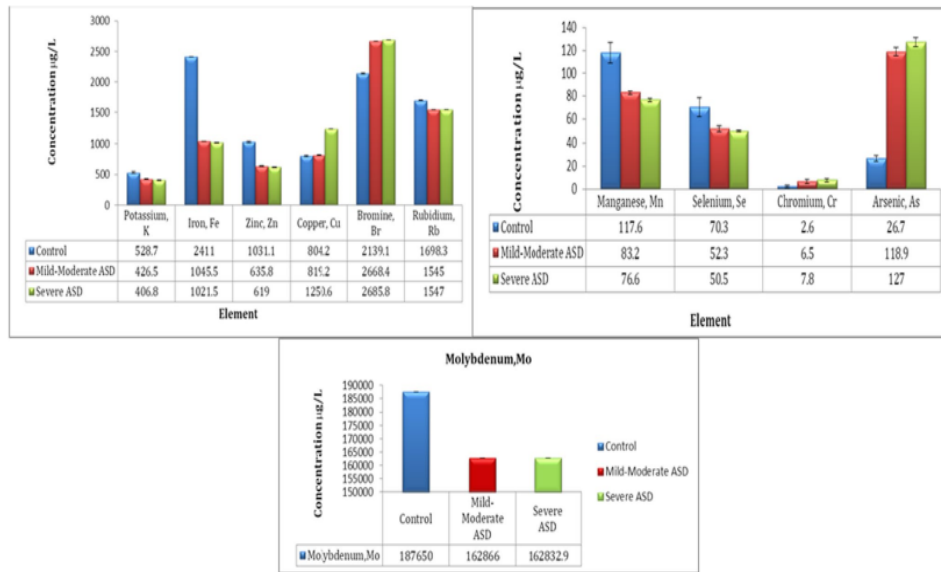 Concentration µg/L
3000
2500
2000
1500
1000
500
0
Potassium, K Iron, Fe Zinc, Zn Copper, Cu Bromine, Br Rubidium, Rb
Control 528.7 2411 1031.1 804.2 2139.1 1698.3
Mild-Moderate ASD 426.5 1045.5 635.8 819.2 2668.4 1545
Severe ASD 406.8 1021.5 619 1250.6 2685.8 1547
Element
Concentration µg/L
140
120
100
80
60
40
20
0
Manganese, Mn Selenium, Se Chromium, Cr Arsenic, As
Control 117.6 70.3 2.6 26.7
Mild-Moderate ASD 83.2 52.3 6.5 118.9
Severe ASD 76.6 50.5 7.8 127
Element
Molybdenum,Mo
Concentration µg/L
190000
185000
180000
175000
170000
165000
160000
155000
150000
Control Mild-Moderate ASD Severe ASD
Molybdenum,Mo 187650 162866 162832.9
Control
Mild-Moderate ASD
Severe ASD